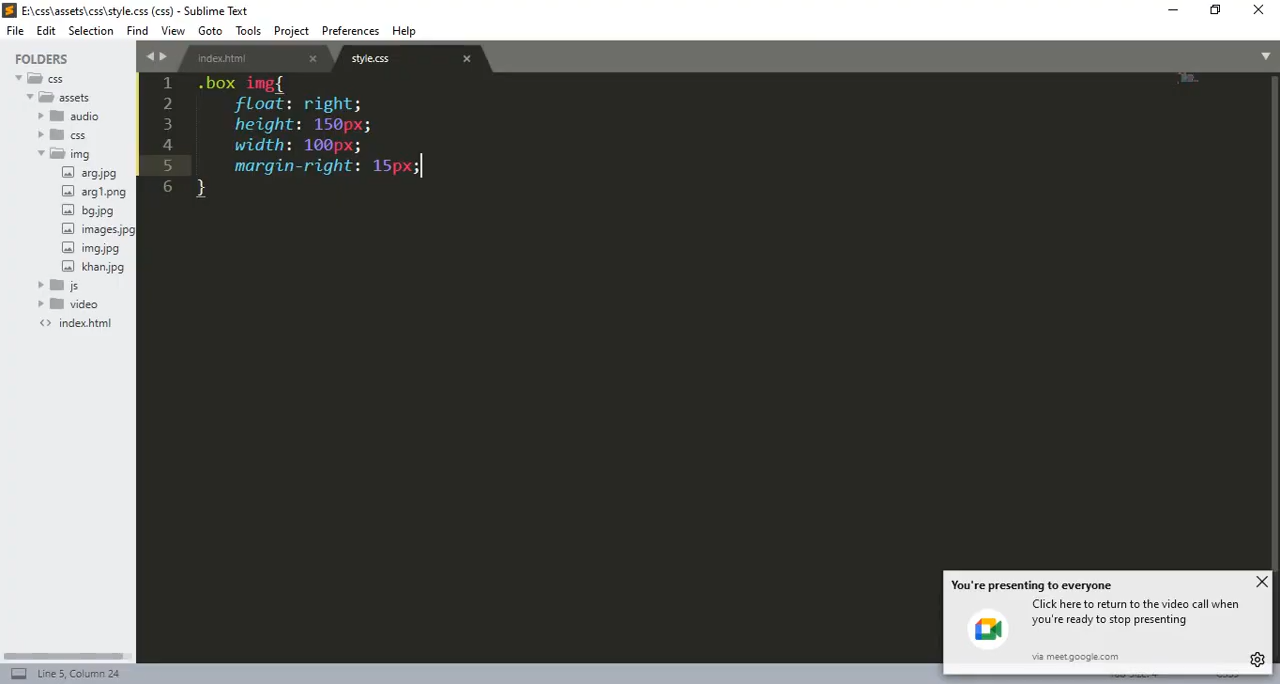 E:\css\assets\css\style.css (css) - Sublime Text
File Edit Selection Find View Goto Tools Project Preferences Help
FOLDERS
css
assets
audio
css
img
arg.jpg
arg1.png
bg.jpg
images.jpg
img.jpg
khan.jpg
js
video
<> index.html
index.html
style.css
1 .box img{
2 float: right;
3 height: 150px;
4 width: 100px;
5 margin-right: 15px;
6 }
You're presenting to everyone
Click here to return to the video call when
you're ready to stop presenting
via meet.google.com
Line 5, Column 24